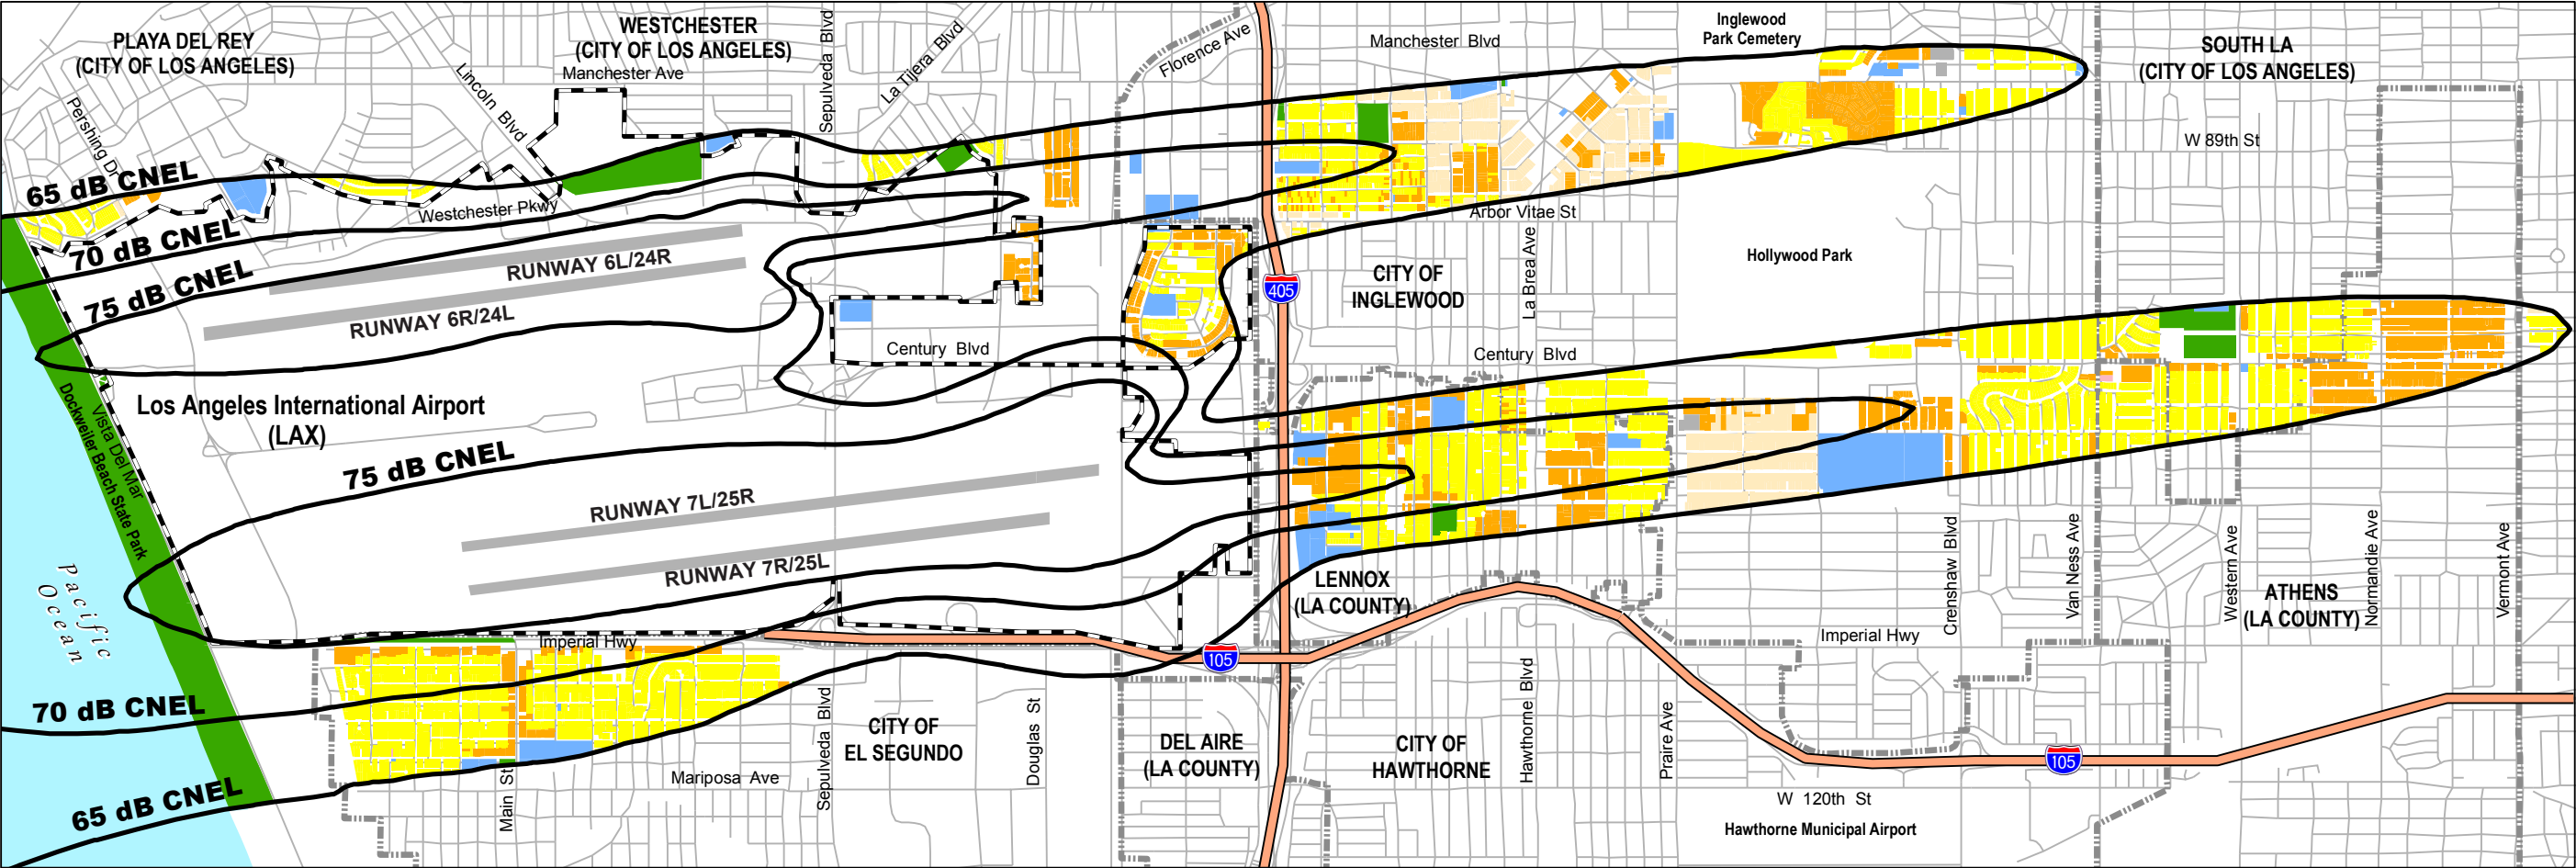 PLAYA DEL REY
(CITY OF LOS ANGELES)
WESTCHESTER
(CITY OF LOS ANGELES)
Manchester Ave
Sepulveda Blvd
La Tijera Blvd
Florence Ave
Manchester Blvd
Inglewood
Park Cemetery
SOUTH LA
(CITY OF LOS ANGELES)
Pershing Dr
Lincoln Blvd
W 89th St
65 dB CNEL
Westchester Pkwy
70 dB CNEL
75 dB CNEL
RUNWAY 6L/24R
RUNWAY 6R/24L
Arbor Vitae St
La Brea Ave
Hollywood Park
CITY OF
INGLEWOOD
405
Century Blvd
Century Blvd
Los Angeles International Airport
(LAX)
Vista Del Mar
Dockweiler Beach State Park
75 dB CNEL
RUNWAY 7L/25R
RUNWAY 7R/25L
Pacific
Ocean
LENNOX
(LA COUNTY)
Crenshaw Blvd
Van Ness Ave
Western Ave
ATHENS
(LA COUNTY)
Normandie Ave
Vermont Ave
Imperial Hwy
Imperial Hwy
105
70 dB CNEL
65 dB CNEL
Main St
Mariposa Ave
Sepulveda Blvd
CITY OF
EL SEGUNDO
Douglas St
DEL AIRE
(LA COUNTY)
CITY OF
HAWTHORNE
Hawthorne Blvd
Praire Ave
105
W 120th St
Hawthorne Municipal Airport